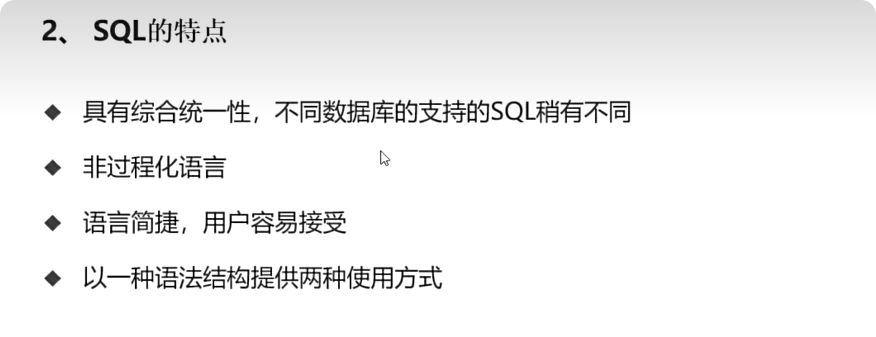 2、 SQL的特点
◆ 具有综合统一性，不同数据库的支持的SQL稍有不同
◆ 非过程化语言
◆ 语言简捷，用户容易接受
◆ 以一种语法结构提供两种使用方式